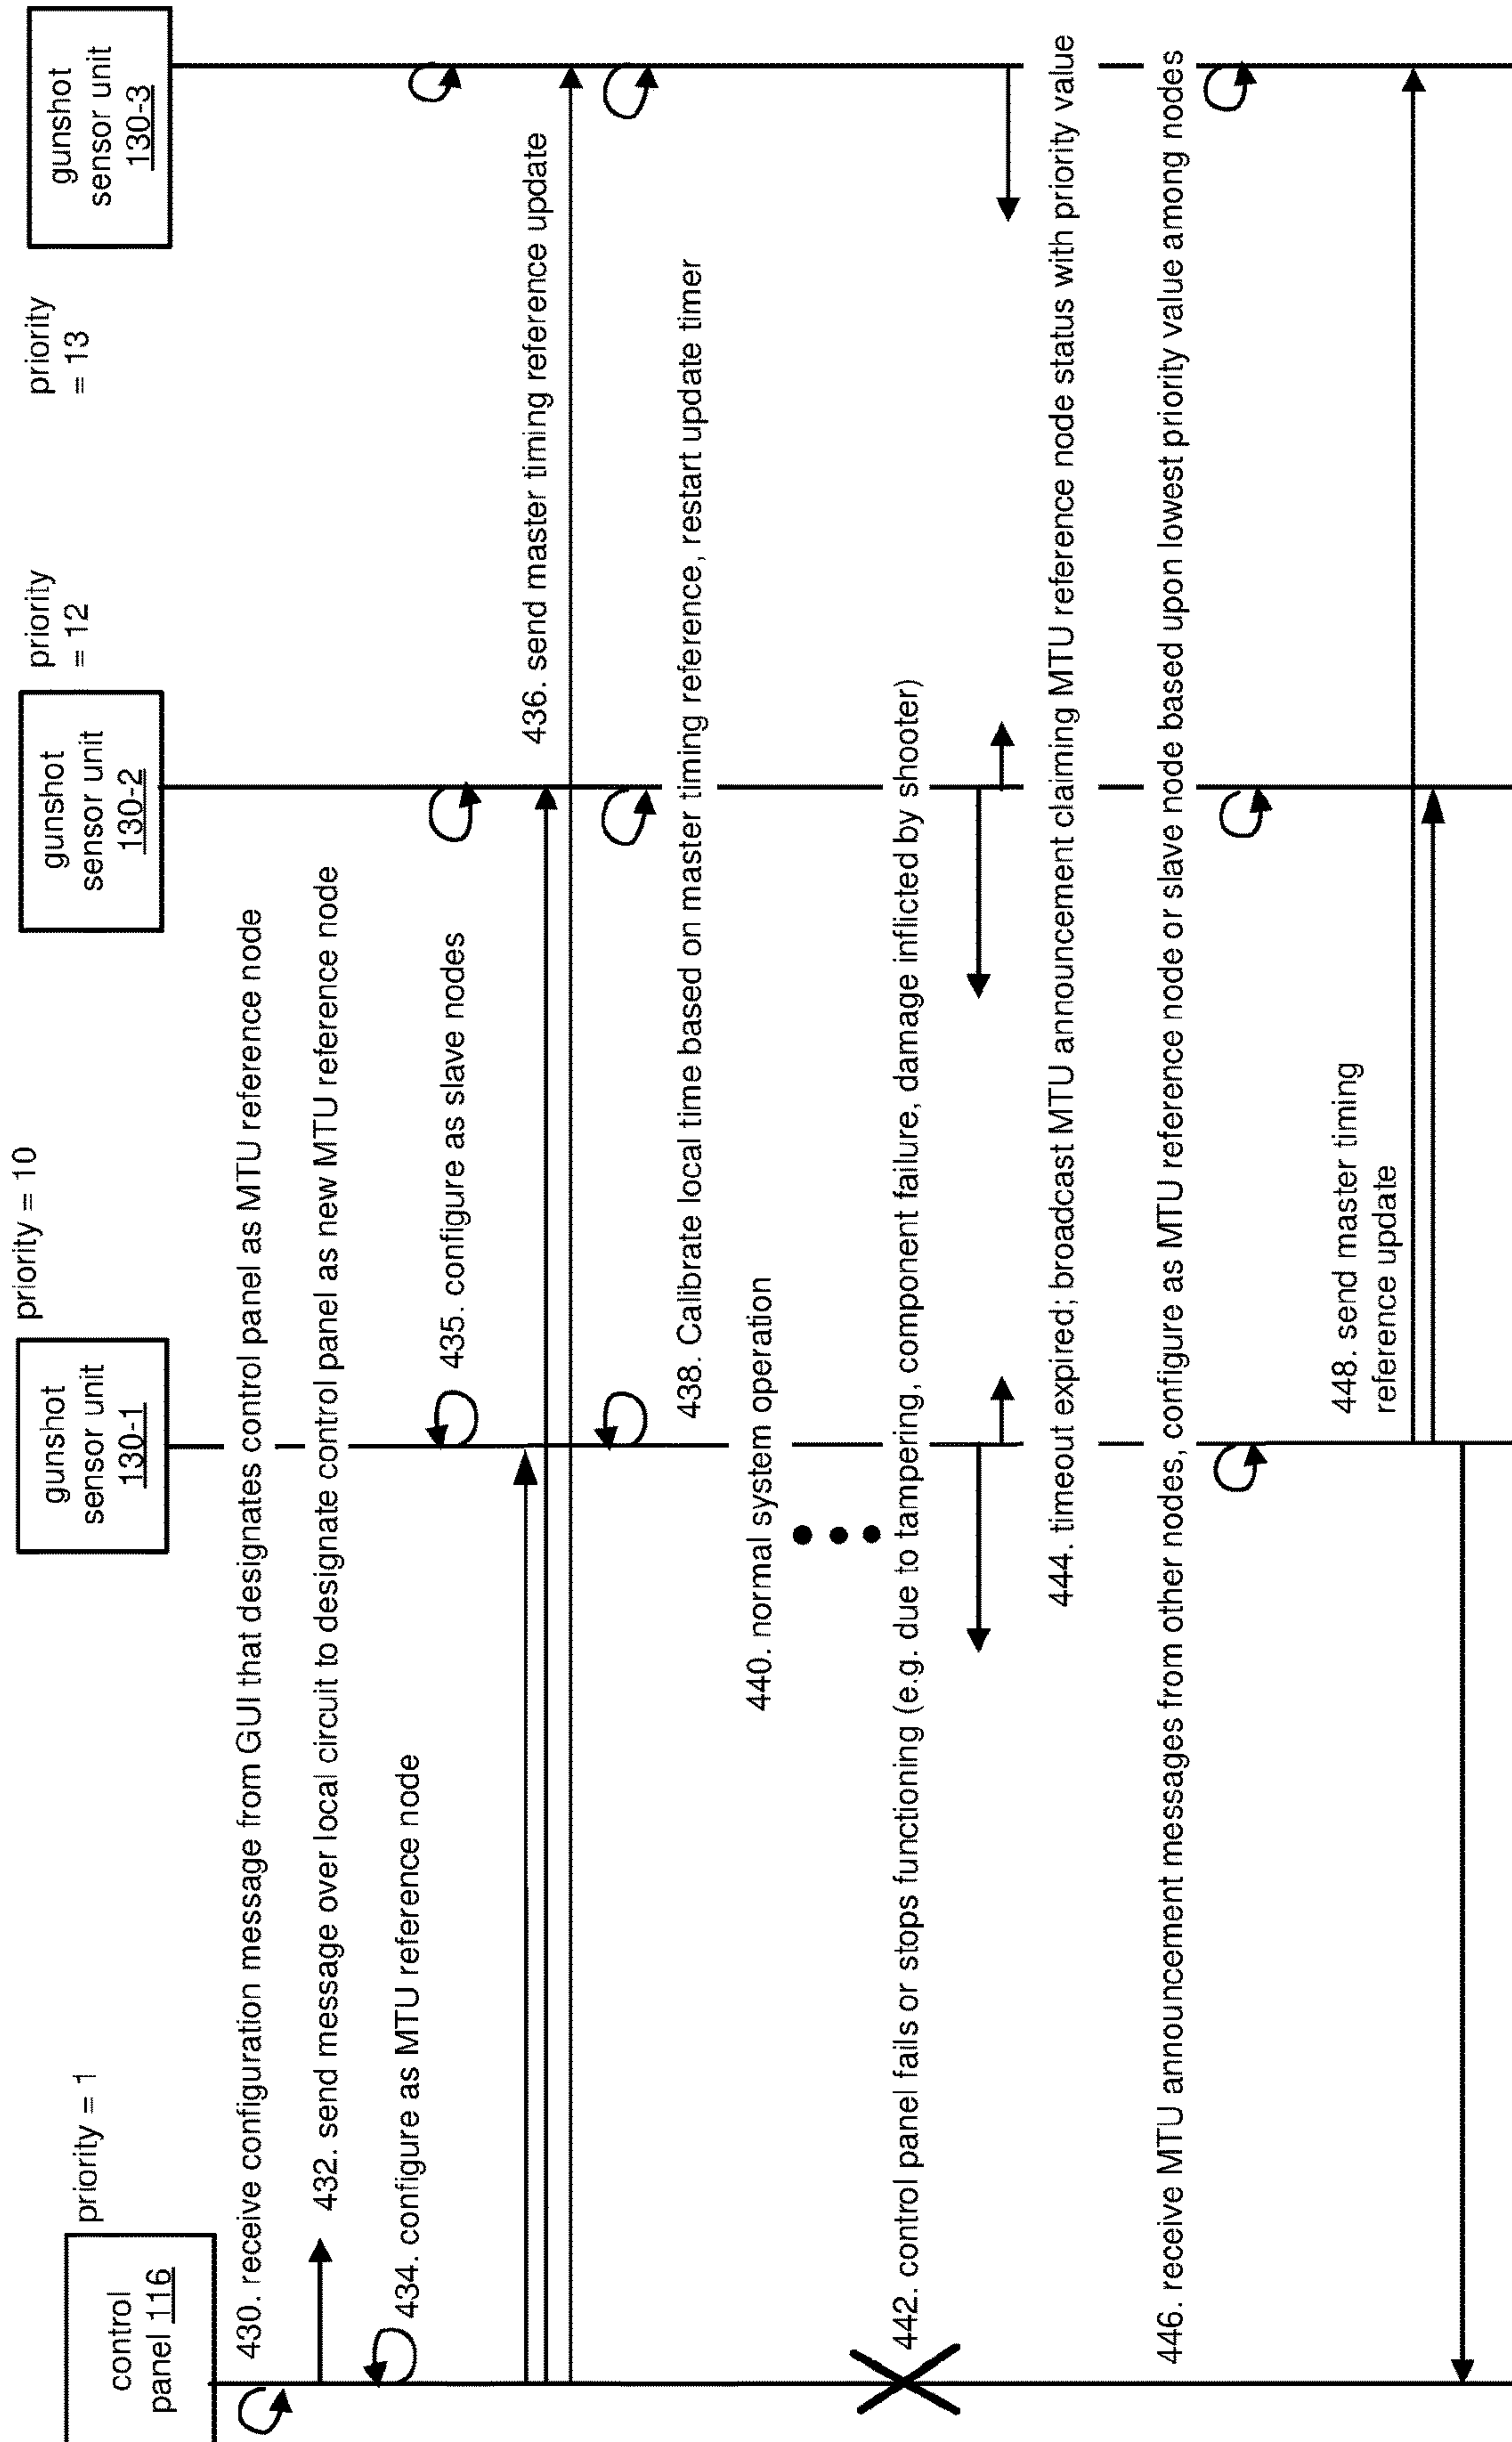 control
panel 116
priority = 1
gunshot
sensor unit
130-1
priority = 10
gunshot
sensor unit
130-2
priority
= 12
gunshot
sensor unit
130-3
priority
= 13
430. receive configuration message from GUI that designates control panel as MTU reference node
432. send message over local circuit to designate control panel as new MTU reference node
434. configure as MTU reference node
435. configure as slave nodes
436. send master timing reference update
438. Calibrate local time based on master timing reference, restart update timer
440. normal system operation
442. control panel fails or stops functioning (e.g. due to tampering, component failure, damage inflicted by shooter)
444. timeout expired; broadcast MTU announcement claiming MTU reference node status with priority value
446. receive MTU announcement messages from other nodes, configure as MTU reference node or slave node based upon lowest priority value among nodes
448. send master timing
reference update